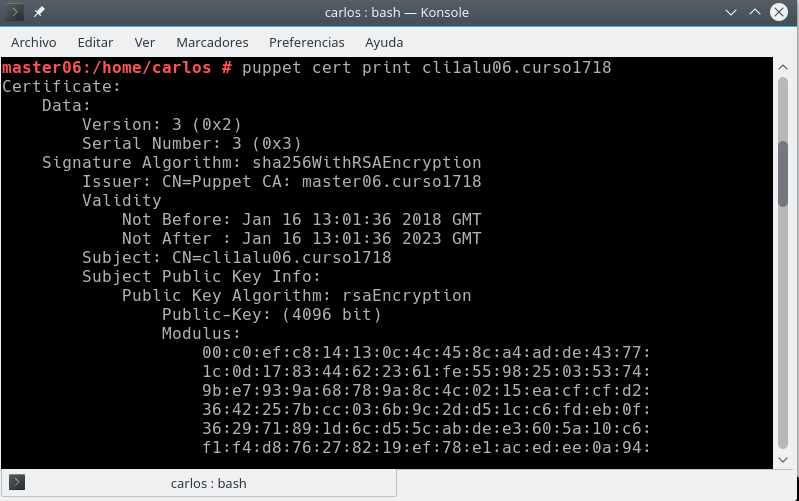 carlos : bash — Konsole
Archivo Editar Ver Marcadores Preferencias Ayuda
master06:/home/carlos # puppet cert print cli1alu06.curso1718
Certificate:
    Data:
        Version: 3 (0x2)
        Serial Number: 3 (0x3)
    Signature Algorithm: sha256WithRSAEncryption
        Issuer: CN=Puppet CA: master06.curso1718
        Validity
            Not Before: Jan 16 13:01:36 2018 GMT
            Not After : Jan 16 13:01:36 2023 GMT
        Subject: CN=cli1alu06.curso1718
        Subject Public Key Info:
            Public Key Algorithm: rsaEncryption
                Public-Key: (4096 bit)
                Modulus:
                    00:c0:ef:c8:14:13:0c:4c:45:8c:a4:ad:de:43:77:
                    1c:0d:17:83:44:62:23:61:fe:55:98:25:03:53:74:
                    9b:e7:93:9a:68:78:9a:8c:4c:02:15:ea:cf:cf:d2:
                    36:42:25:7b:cc:03:6b:9c:2d:d5:1c:c6:fd:eb:0f:
                    36:29:71:89:1d:6c:d5:5c:ab:de:e3:60:5a:10:c6:
                    f1:f4:d8:76:27:82:19:ef:78:e1:ac:ed:ee:0a:94:
carlos : bash